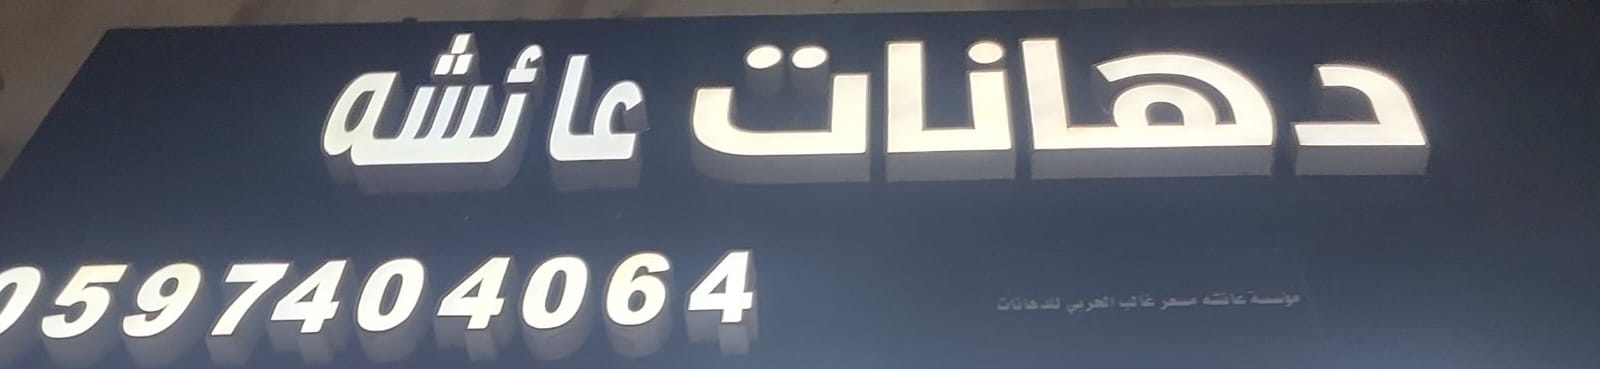 دهانات عائشه
0597404064
مؤسسة عائشه مسعر غالب الحربي للدهانات